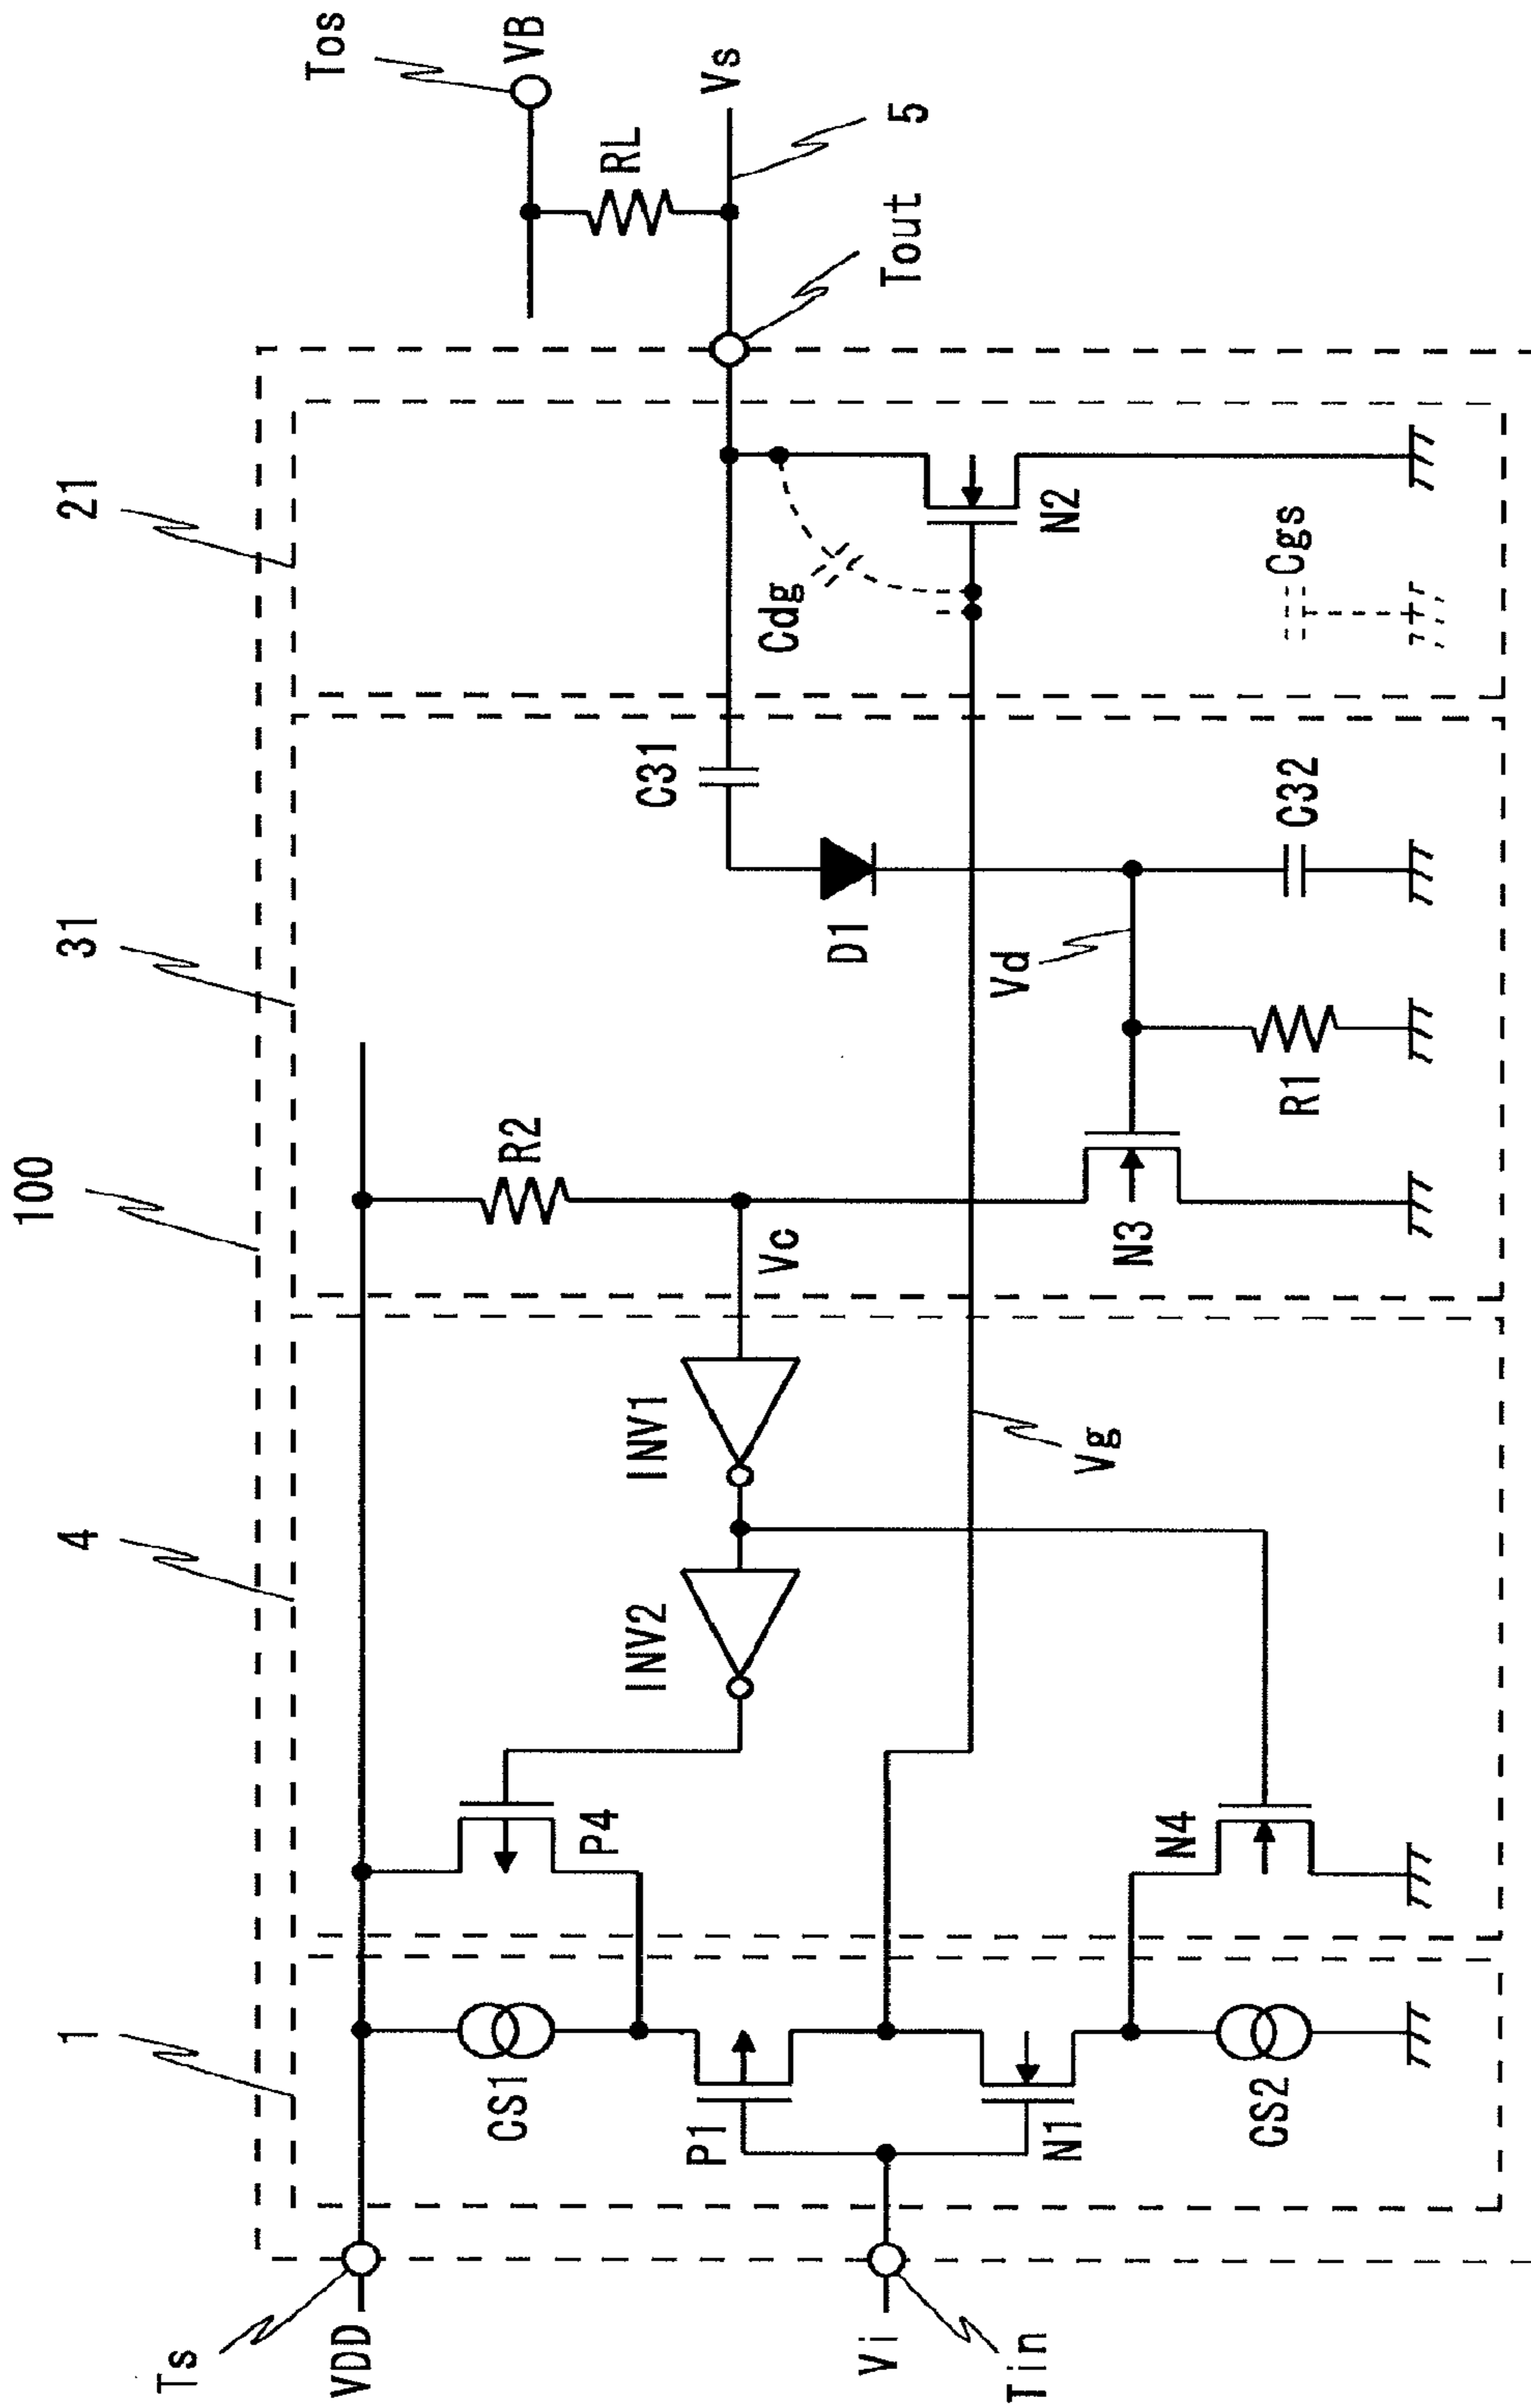 100
1
4
31
21
Ts
VDD
Vi
Tin
CS1
P1
N1
CS2
P4
N4
INV2
INV1
Vg
Vc
R2
N3
R1
Vd
D1
C31
C32
Cdg
Cgs
N2
Tout
5
RL
Vs
VB
Tos